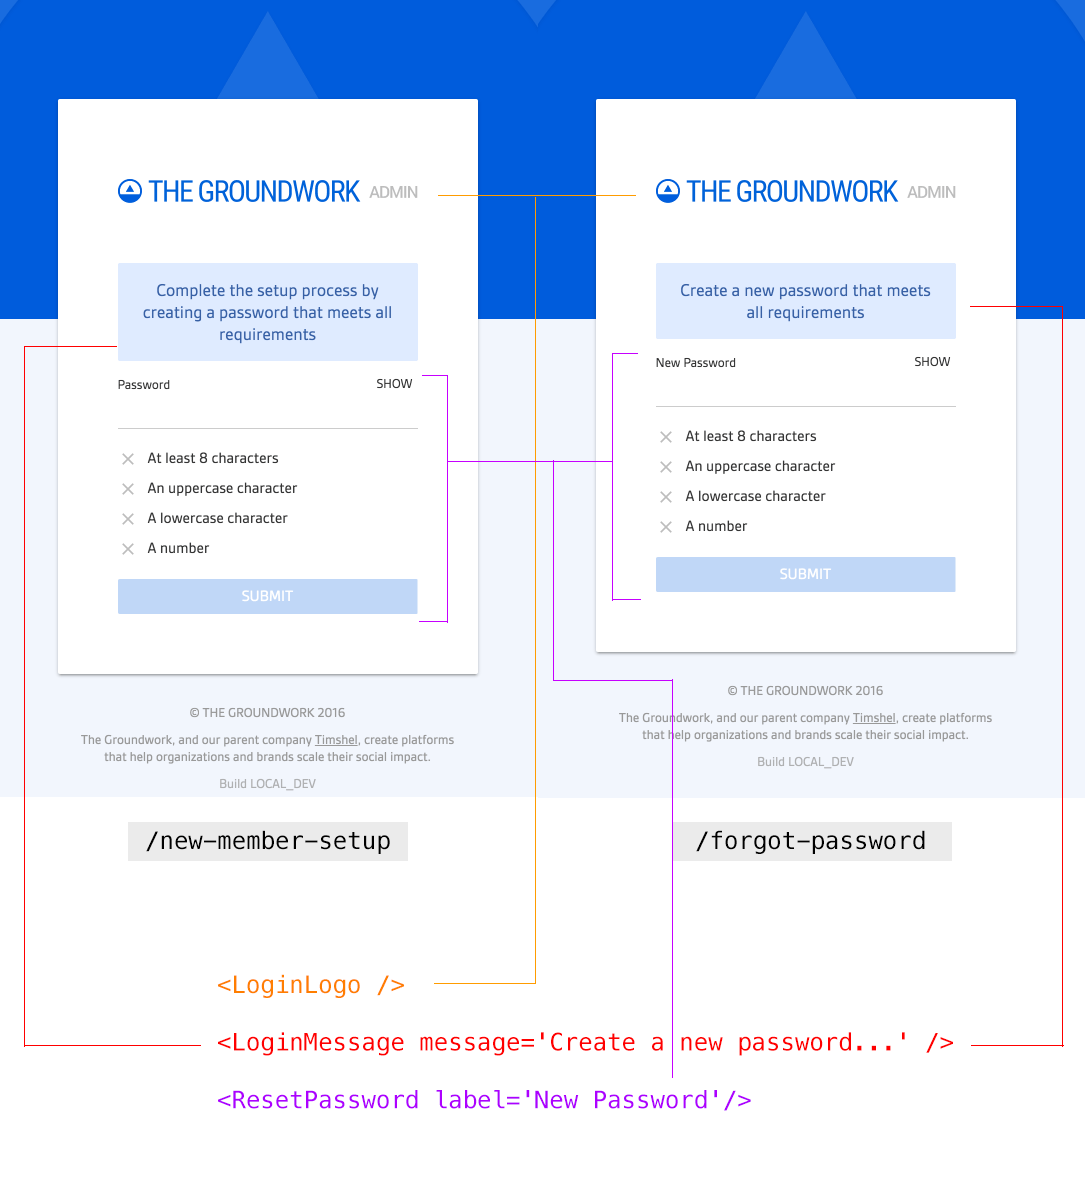 THE GROUNDWORK ADMIN
Complete the setup process by
creating a password that meets all
requirements
Password SHOW
At least 8 characters
An uppercase character
A lowercase character
A number
SUBMIT
© THE GROUNDWORK 2016
The Groundwork, and our parent company Timshel, create platforms
that help organizations and brands scale their social impact.
Build LOCAL_DEV
/new-member-setup
THE GROUNDWORK ADMIN
Create a new password that meets
all requirements
New Password SHOW
At least 8 characters
An uppercase character
A lowercase character
A number
SUBMIT
© THE GROUNDWORK 2016
The Groundwork, and our parent company Timshel, create platforms
that help organizations and brands scale their social impact.
Build LOCAL_DEV
/forgot-password
<LoginLogo />
<LoginMessage message='Create a new password...' />
<ResetPassword label='New Password'/>